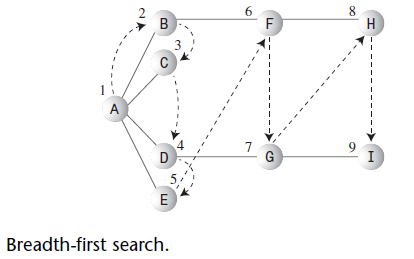 2 B 6 F 8 H
3 C
1 A
D 4 7 G 9 I
5 E
Breadth-first search.